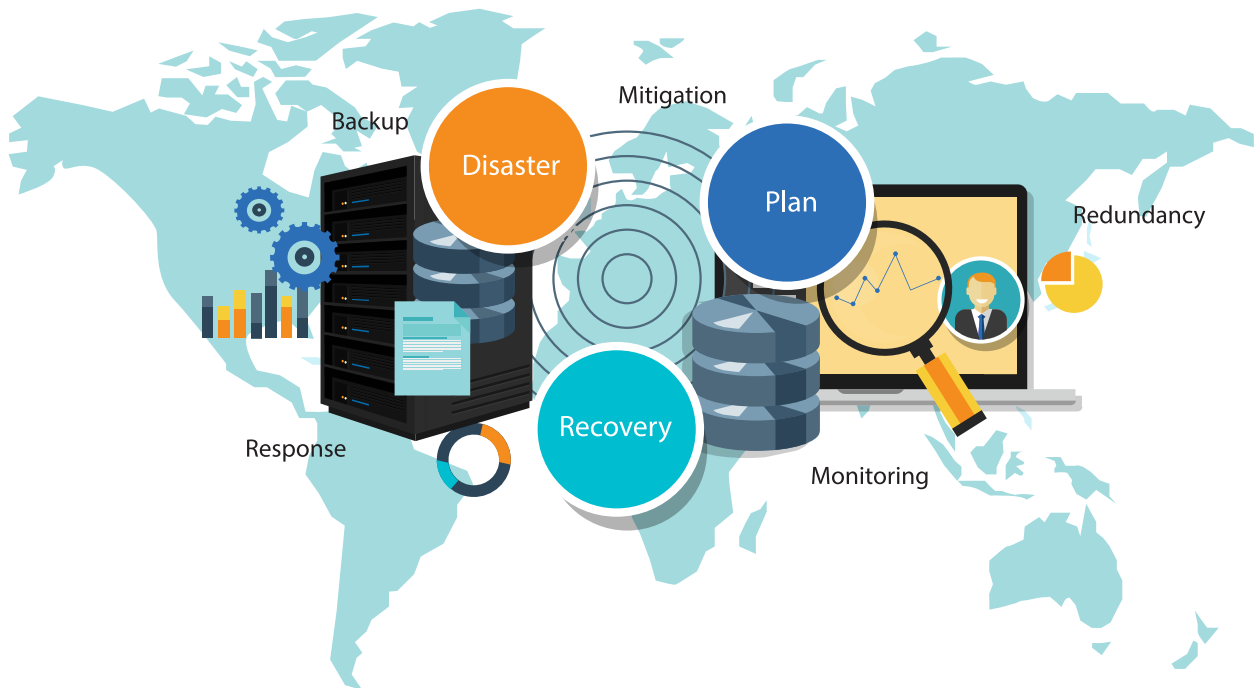 Mitigation
Backup
Disaster
Plan
Redundancy
Recovery
Response
Monitoring